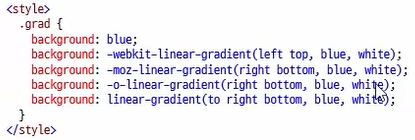 <style>
.grad {
background: blue;
background: -webkit-linear-gradient(left top, blue, white);
background: -moz-linear-gradient(right bottom, blue, white);
background: -o-linear-gradient(right bottom, blue, white);
background: linear-gradient(to right bottom, blue, white);
}
</style>